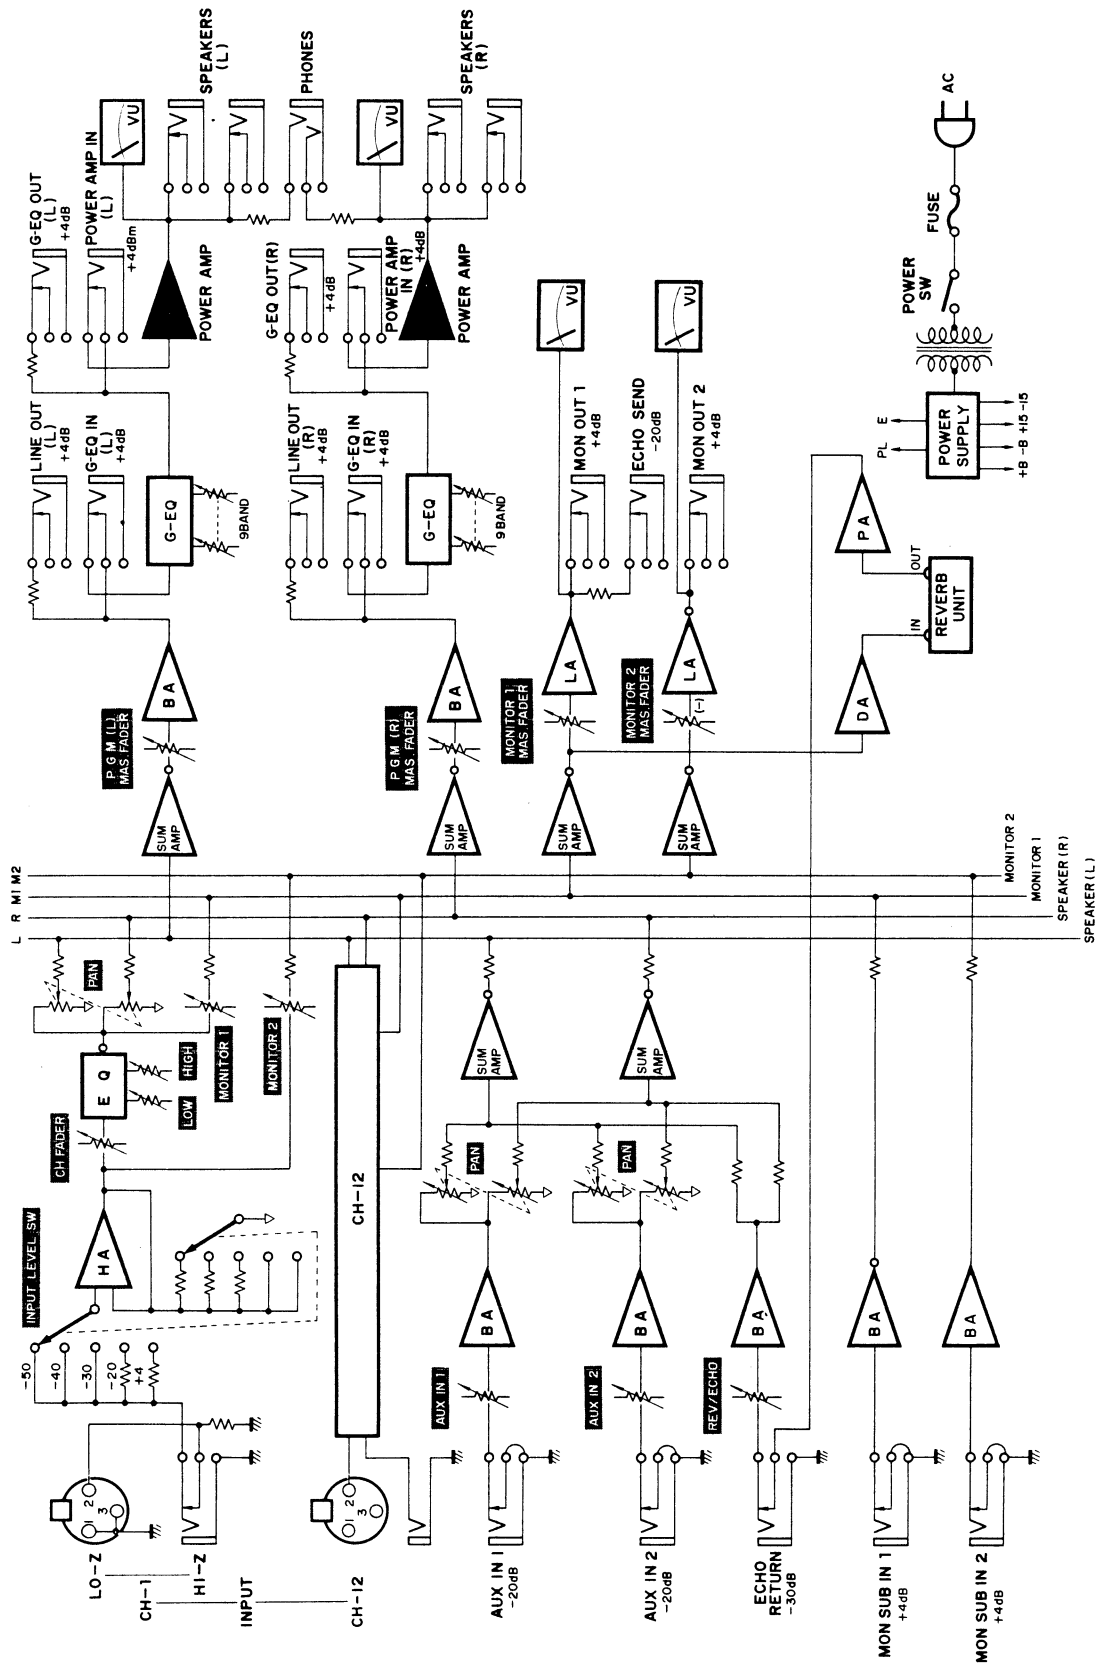 LO-Z
CH-1
HI-Z
INPUT
CH-12
1
2
3
INPUT LEVEL SW
-50
-40
-30
-20
+4
HA
CH FADER
EQ
LOW
HIGH
PAN
MONITOR 1
MONITOR 2
L
R
M1
M2
1
2
3
CH-12
AUX IN 1
-20dB
AUX IN 1
BA
PAN
SUM
AMP
AUX IN 2
-20dB
AUX IN 2
BA
PAN
SUM
AMP
ECHO
RETURN
-30dB
REV/ECHO
BA
MON SUB IN 1
+4dB
BA
MON SUB IN 2
+4dB
BA
MONITOR 2
MONITOR 1
SPEAKER(R)
SPEAKER(L)
SUM
AMP
PGM (L)
MAS.FADER
BA
LINE OUT
(L)
+4dB
G-EQ IN
(L)
+4dB
G-EQ
9BAND
G-EQ OUT
(L)
+4dB
POWER AMP IN
(L)
+4dBm
POWER AMP
VU
SPEAKERS
(L)
PHONES
SUM
AMP
PGM (R)
MAS.FADER
BA
LINE OUT
(R)
+4dB
G-EQ IN
(R)
+4dB
G-EQ
9BAND
G-EQ OUT(R)
+4dB
POWER AMP
IN (R)
+4dB
POWER AMP
VU
SPEAKERS
(R)
SUM
AMP
MONITOR 1
MAS.FADER
LA
MON OUT 1
+4dB
VU
ECHO SEND
-20dB
SUM
AMP
MONITOR 2
MAS.FADER
(-)
LA
MON OUT 2
+4dB
VU
DA
IN
REVERB
UNIT
OUT
PA
PL
E
POWER
SUPPLY
+B -B +15 -15
POWER
SW
FUSE
AC